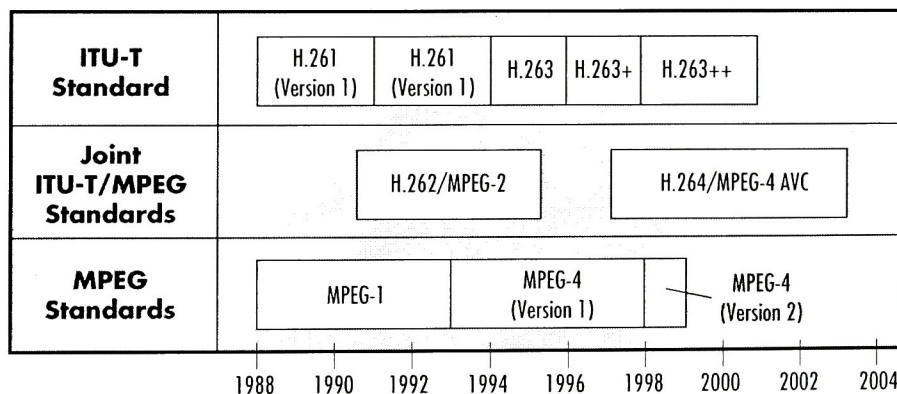 ITU-T
Standard
H.261
(Version 1)
H.261
(Version 1)
H.263
H.263+
H.263++
Joint
ITU-T/MPEG
Standards
H.262/MPEG-2
H.264/MPEG-4 AVC
MPEG
Standards
MPEG-1
MPEG-4
(Version 1)
MPEG-4
(Version 2)
1988 1990 1992 1994 1996 1998 2000 2002 2004